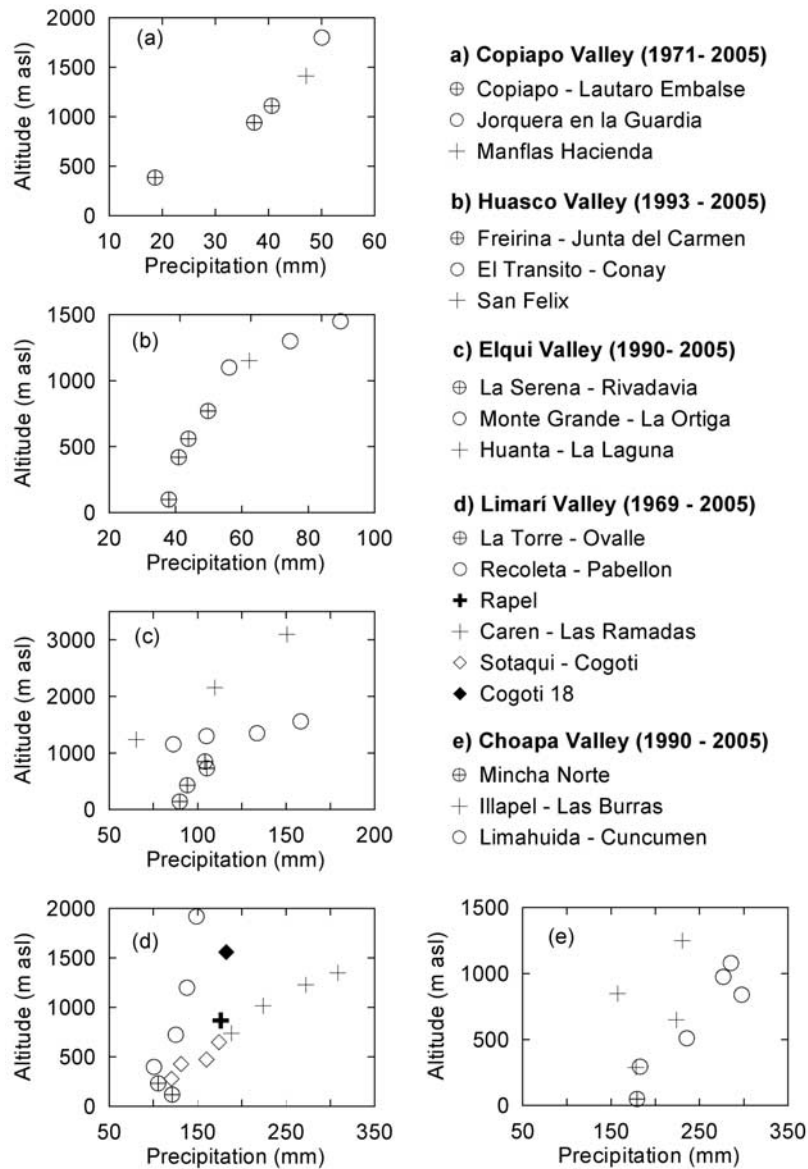 (a)
2000
1500
1000
500
0
Altitude (m asl)
10 20 30 40 50 60
Precipitation (mm)
(b)
1500
1000
500
0
Altitude (m asl)
20 40 60 80 100
Precipitation (mm)
(c)
3000
2000
1000
0
Altitude (m asl)
50 100 150 200
Precipitation (mm)
(d)
2000
1500
1000
500
0
Altitude (m asl)
50 150 250 350
Precipitation (mm)
a) Copiapo Valley (1971- 2005)
Copiapo - Lautaro Embalse
Jorquera en la Guardia
Manflas Hacienda
b) Huasco Valley (1993 - 2005)
Freirina - Junta del Carmen
El Transito - Conay
San Felix
c) Elqui Valley (1990- 2005)
La Serena - Rivadavia
Monte Grande - La Ortiga
Huanta - La Laguna
d) Limarí Valley (1969 - 2005)
La Torre - Ovalle
Recoleta - Pabellon
Rapel
Caren - Las Ramadas
Sotaqui - Cogoti
Cogoti 18
e) Choapa Valley (1990 - 2005)
Mincha Norte
Illapel - Las Burras
Limahuida - Cuncumen
(e)
1500
1000
500
0
Altitude (m asl)
50 150 250 350
Precipitation (mm)